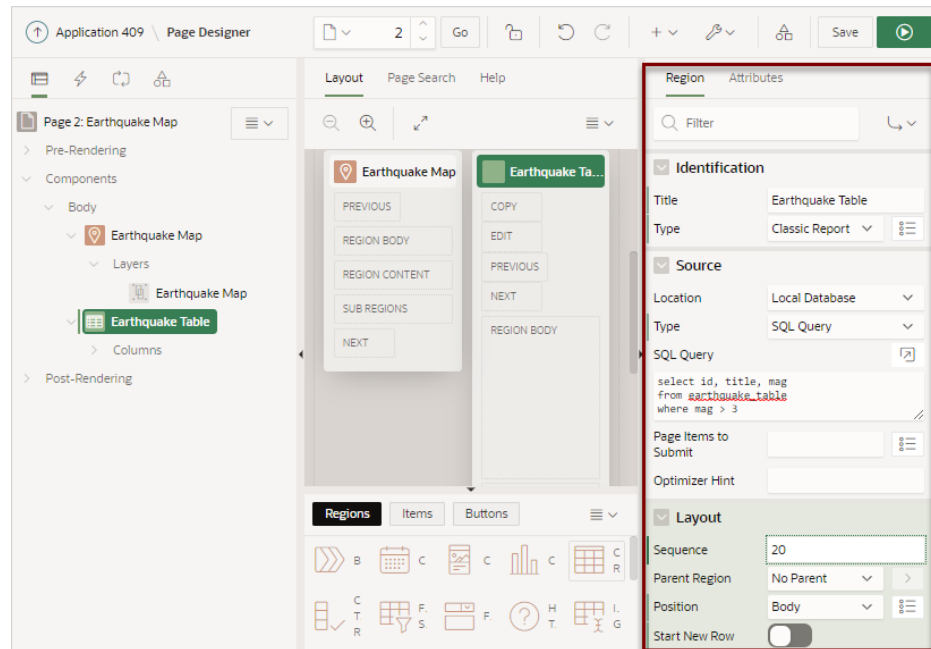 Application 409 \ Page Designer
2
Go
Save
Page 2: Earthquake Map
Pre-Rendering
Components
Body
Earthquake Map
Layers
Earthquake Map
Earthquake Table
Columns
Post-Rendering
Layout Page Search Help
Earthquake Map
PREVIOUS
REGION BODY
REGION CONTENT
SUB REGIONS
NEXT
Earthquake Ta...
COPY
EDIT
PREVIOUS
NEXT
REGION BODY
Regions Items Buttons
B
C
C
C
C
R
C
T.
R
F.
S.
F.
H
T.
I.
G
Region Attributes
Filter
Identification
Title Earthquake Table
Type Classic Report
Source
Location Local Database
Type SQL Query
SQL Query
select id, title, mag
from earthquake_table
where mag > 3
Page Items to
Submit
Optimizer Hint
Layout
Sequence 20
Parent Region No Parent
Position Body
Start New Row